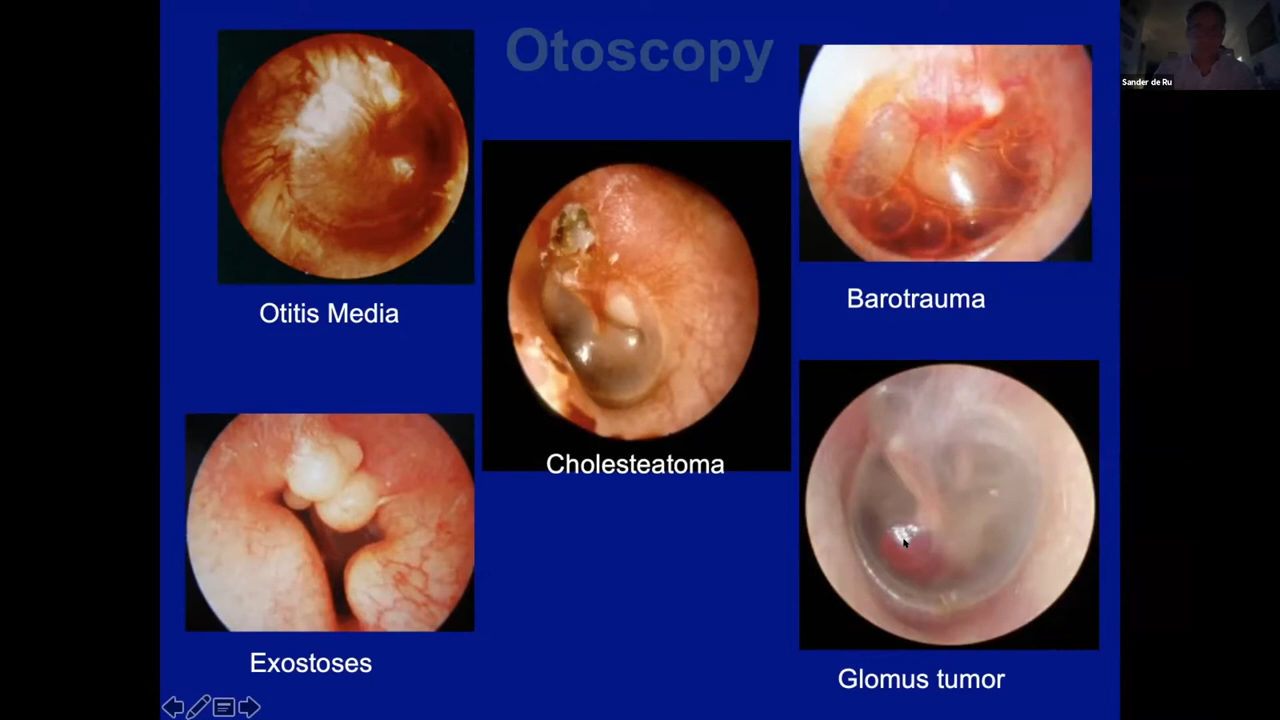 Otoscopy
Sander de Ru
Otitis Media
Barotrauma
Cholesteatoma
Exostoses
Glomus tumor